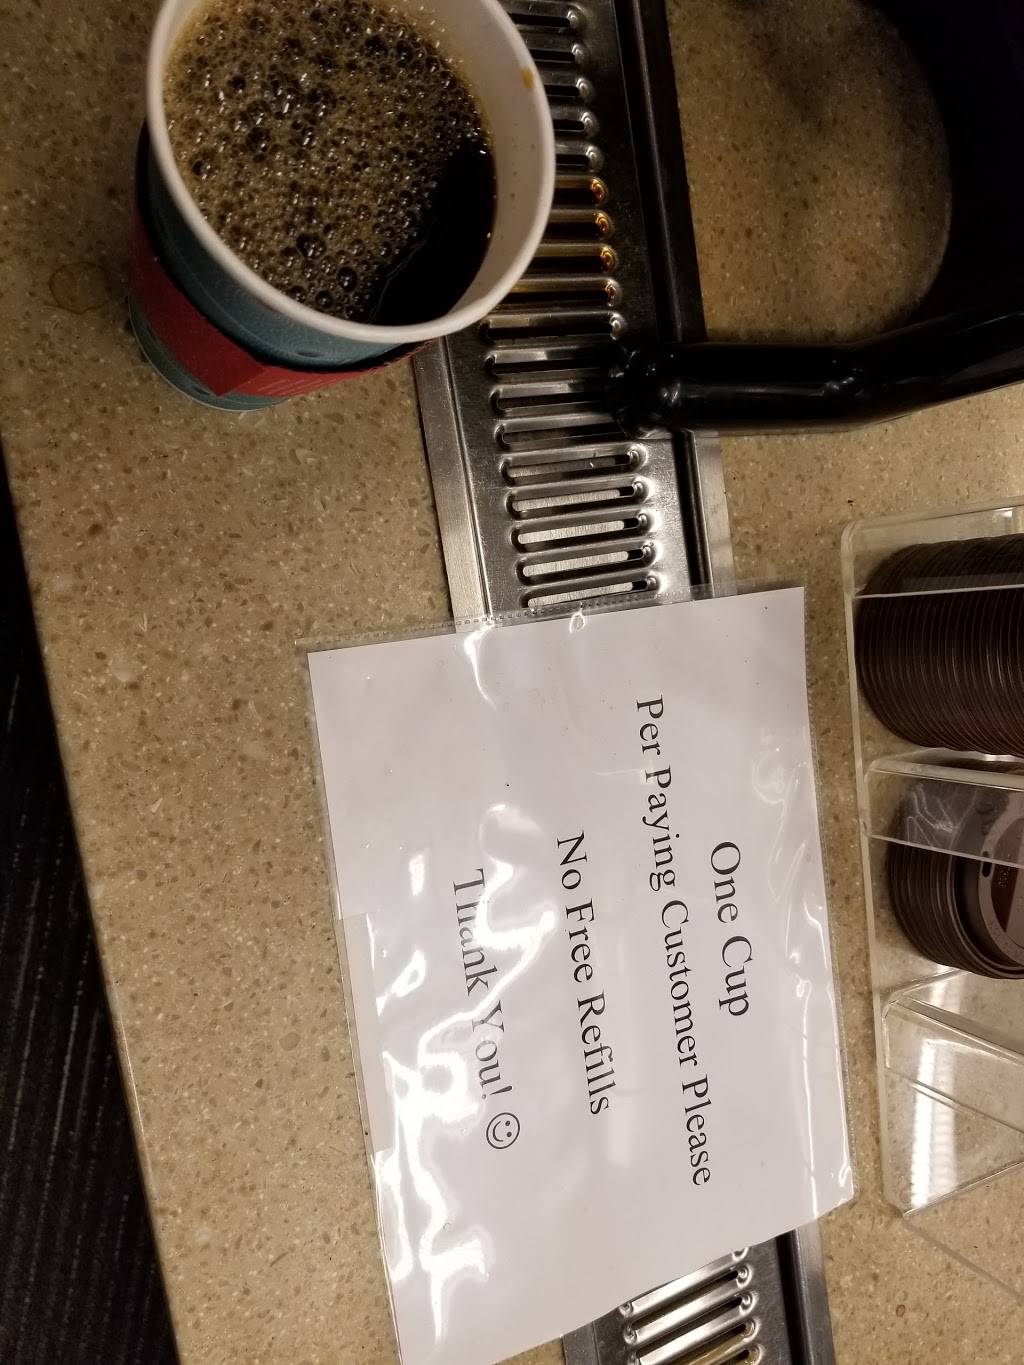 One Cup
Per Paying Customer Please
No Free Refills
Thank You! ☺